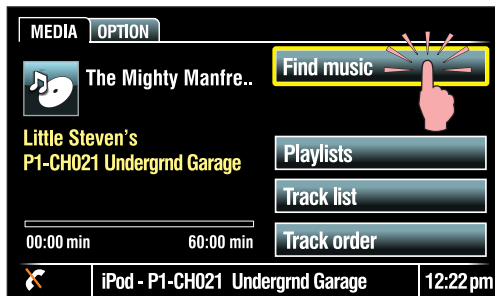 MEDIA OPTION
The Mighty Manfre..
Find music
Little Steven's
P1-CH021 Undergrnd Garage
Playlists
Track list
Track order
00:00 min 60:00 min
iPod - P1-CH021 Undergrnd Garage 12:22 pm